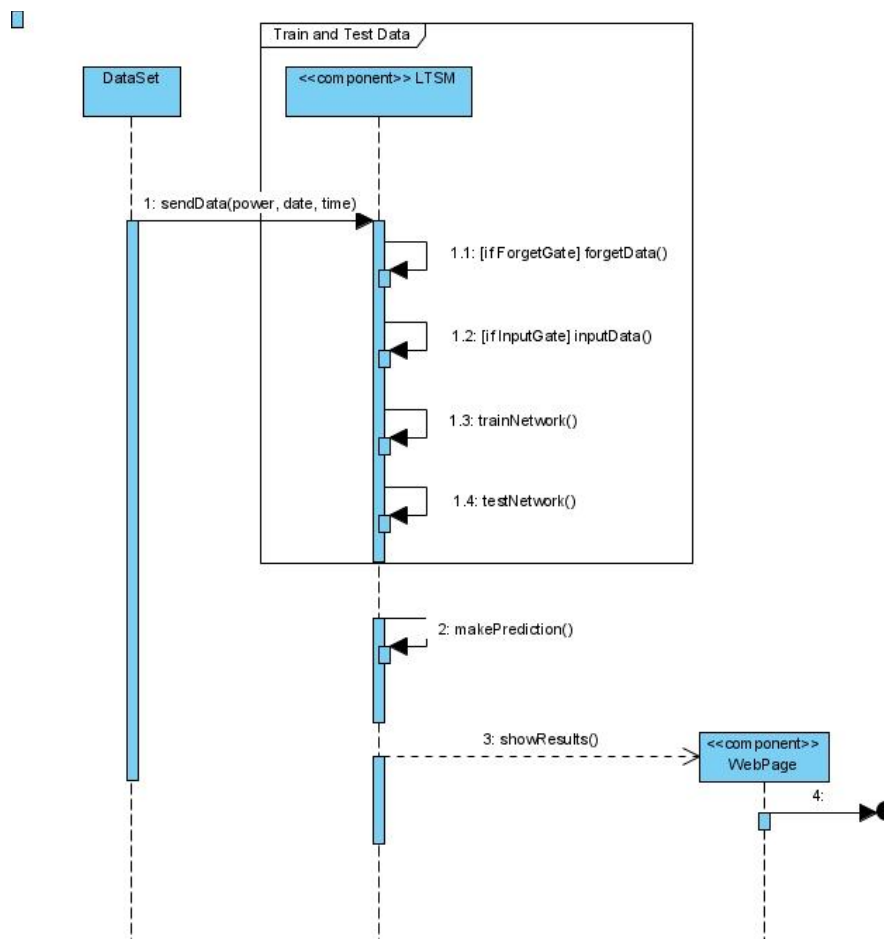 Train and Test Data
DataSet
<<component>> LTSM
1: sendData(power, date, time)
1.1: [if ForgetGate] forgetData()
1.2: [if InputGate] inputData()
1.3: trainNetwork()
1.4: testNetwork()
2: makePrediction()
3: showResults()
<<component>>
WebPage
4: